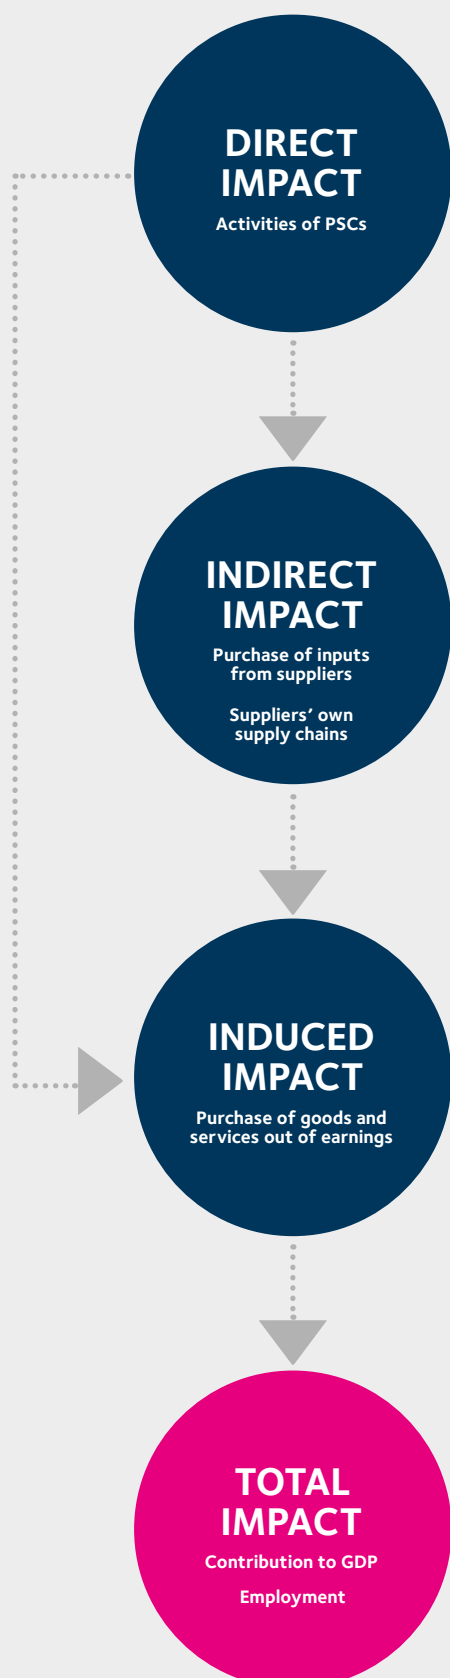 DIRECT
IMPACT
Activities of PSCs
INDIRECT
IMPACT
Purchase of inputs
from suppliers
Suppliers’ own
supply chains
INDUCED
IMPACT
Purchase of goods and
services out of earnings
TOTAL
IMPACT
Contribution to GDP
Employment